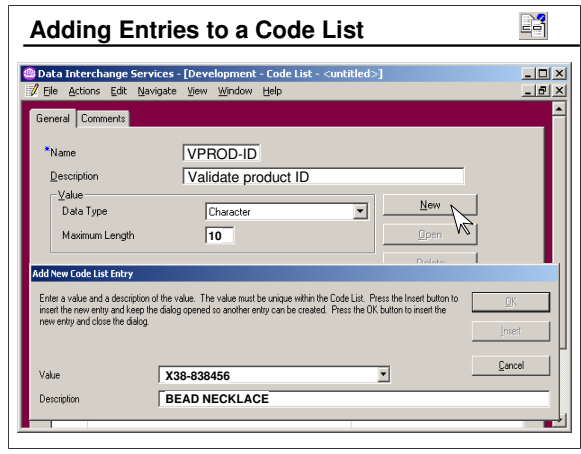 Adding Entries to a Code List
Data Interchange Services - [Development - Code List - <untitled>]
File Actions Edit Navigate View Window Help
General Comments
*Name VPROD-ID
Description Validate product ID
Value
Data Type Character New
Maximum Length 10 Open
Delete
Add New Code List Entry
Enter a value and a description of the value. The value must be unique within the Code List. Press the Insert button to
insert the new entry and keep the dialog opened so another entry can be created. Press the OK button to insert the
new entry and close the dialog.
OK
Insert
Cancel
Value X38-838456
Description BEAD NECKLACE